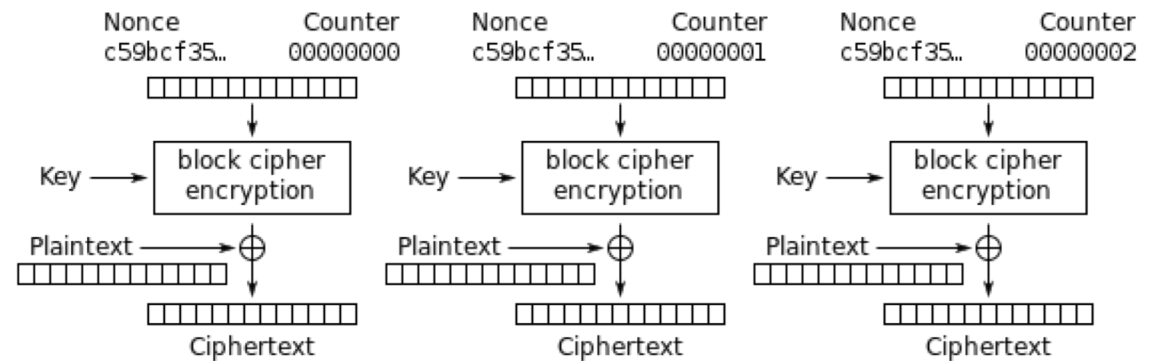 Nonce Counter Nonce Counter Nonce Counter
c59bcf35… 00000000 c59bcf35… 00000001 c59bcf35… 00000002
block cipher block cipher block cipher
Key encryption Key encryption Key encryption
Plaintext Plaintext Plaintext
Ciphertext Ciphertext Ciphertext